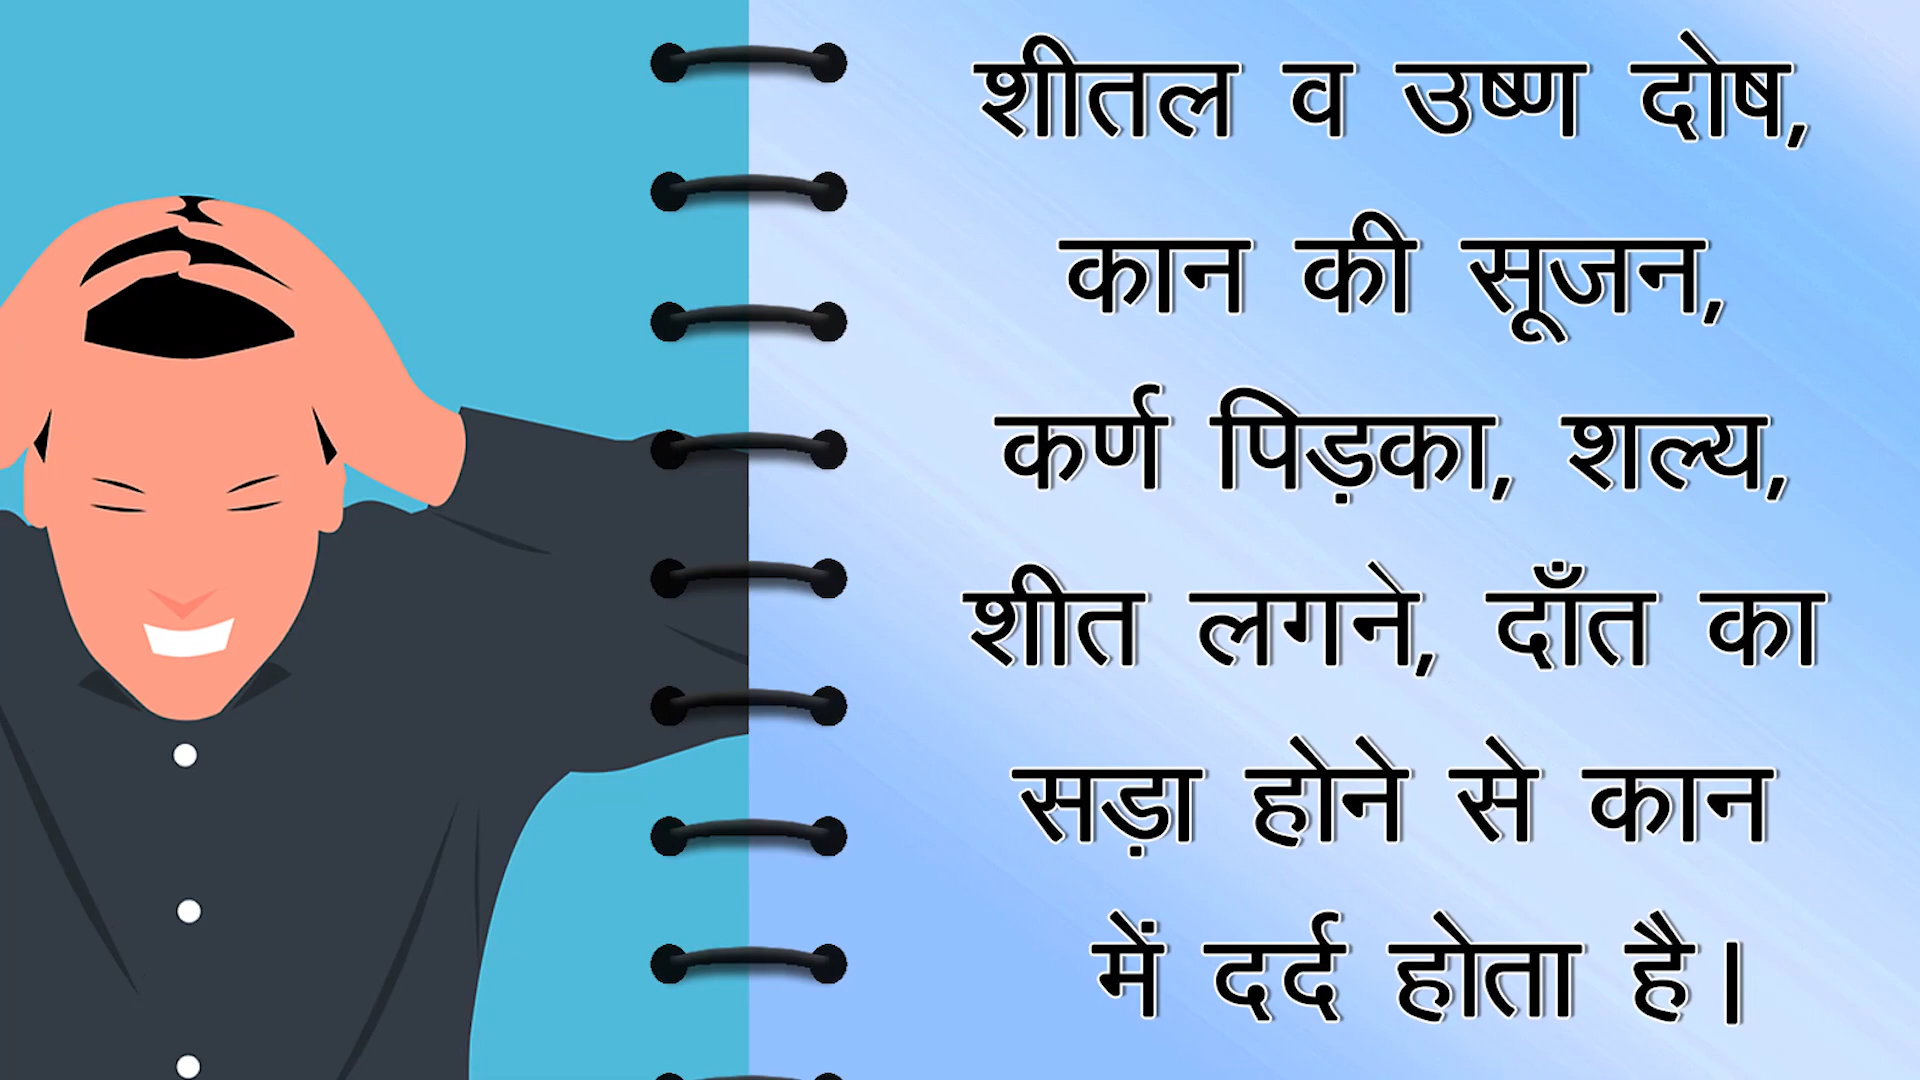 शीतल व उष्ण दोष,
कान की सूजन,
कर्ण पिड़का, शल्य,
शीत लगने, दाँत का
सड़ा होने से कान
में दर्द होता है।